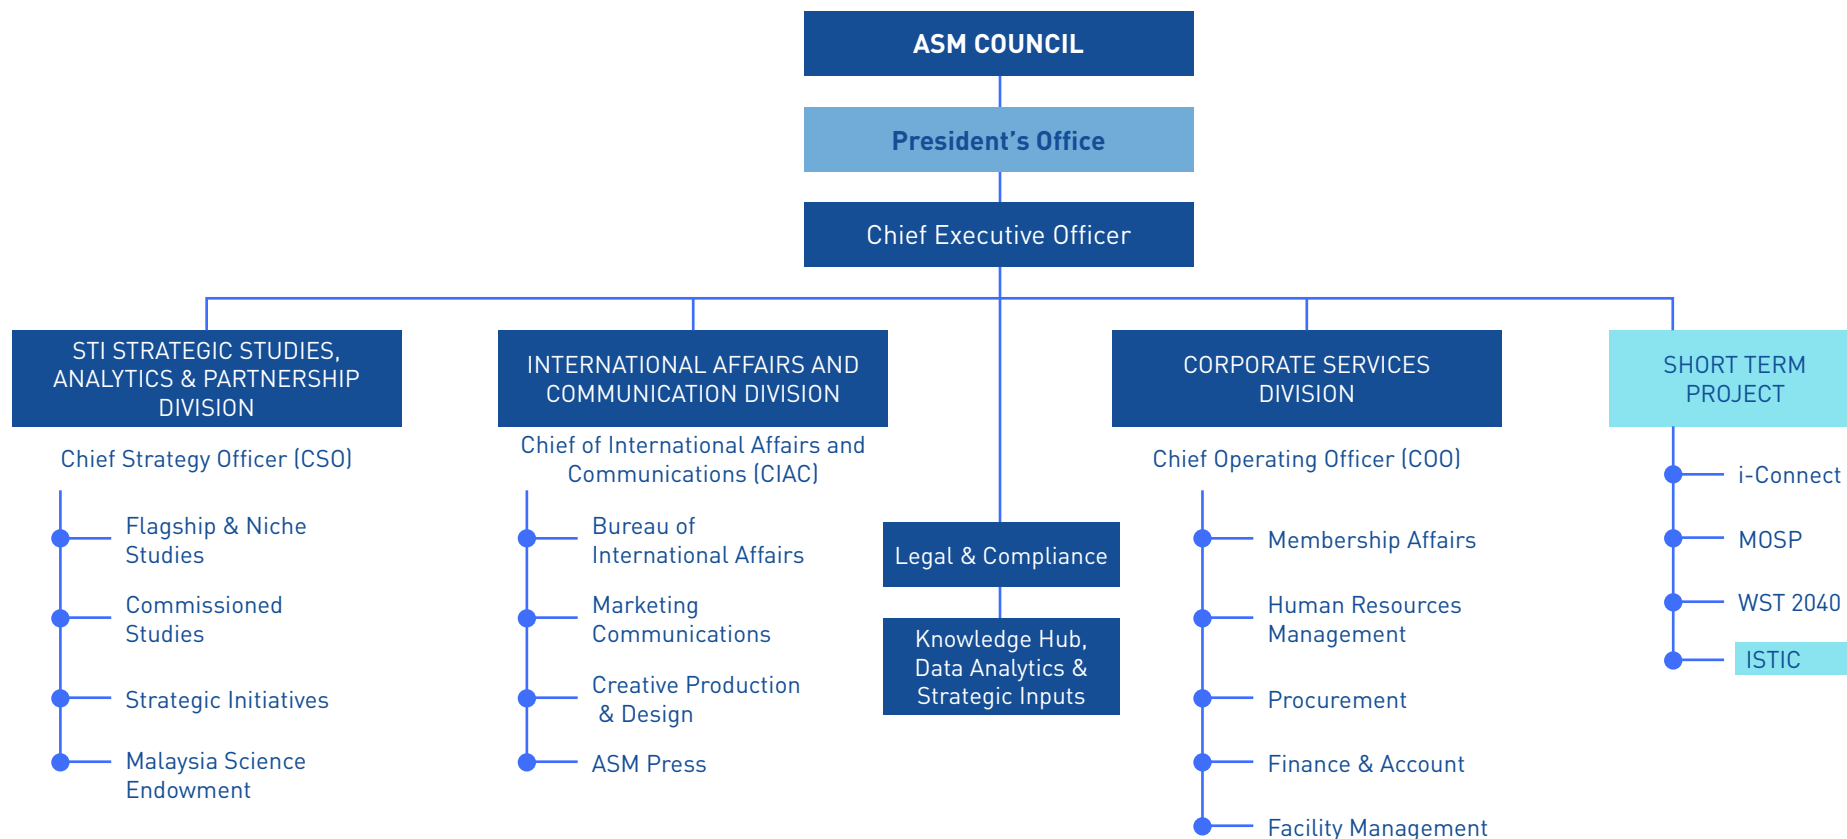 ASM COUNCIL
President’s Office
Chief Executive Officer
STI STRATEGIC STUDIES,
ANALYTICS & PARTNERSHIP
DIVISION
Chief Strategy Officer (CSO)
Flagship & Niche
Studies
Commissioned
Studies
Strategic Initiatives
Malaysia Science
Endowment
INTERNATIONAL AFFAIRS AND
COMMUNICATION DIVISION
Chief of International Affairs and
Communications (CIAC)
Bureau of
International Affairs
Marketing
Communications
Creative Production
& Design
ASM Press
Legal & Compliance
Knowledge Hub,
Data Analytics &
Strategic Inputs
CORPORATE SERVICES
DIVISION
Chief Operating Officer (COO)
Membership Affairs
Human Resources
Management
Procurement
Finance & Account
Facility Management
SHORT TERM
PROJECT
i-Connect
MOSP
WST 2040
ISTIC